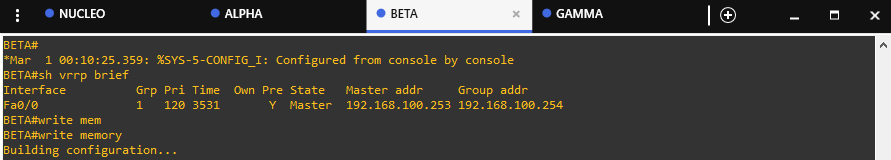 NUCLEO ALPHA BETA × GAMMA
BETA#
*Mar  1 00:10:25.359: %SYS-5-CONFIG_I: Configured from console by console
BETA#sh vrrp brief
Interface          Grp Pri Time  Own Pre State   Master addr     Group addr
Fa0/0              1   120 3531       Y  Master  192.168.100.253 192.168.100.254
BETA#write mem
BETA#write memory
Building configuration...